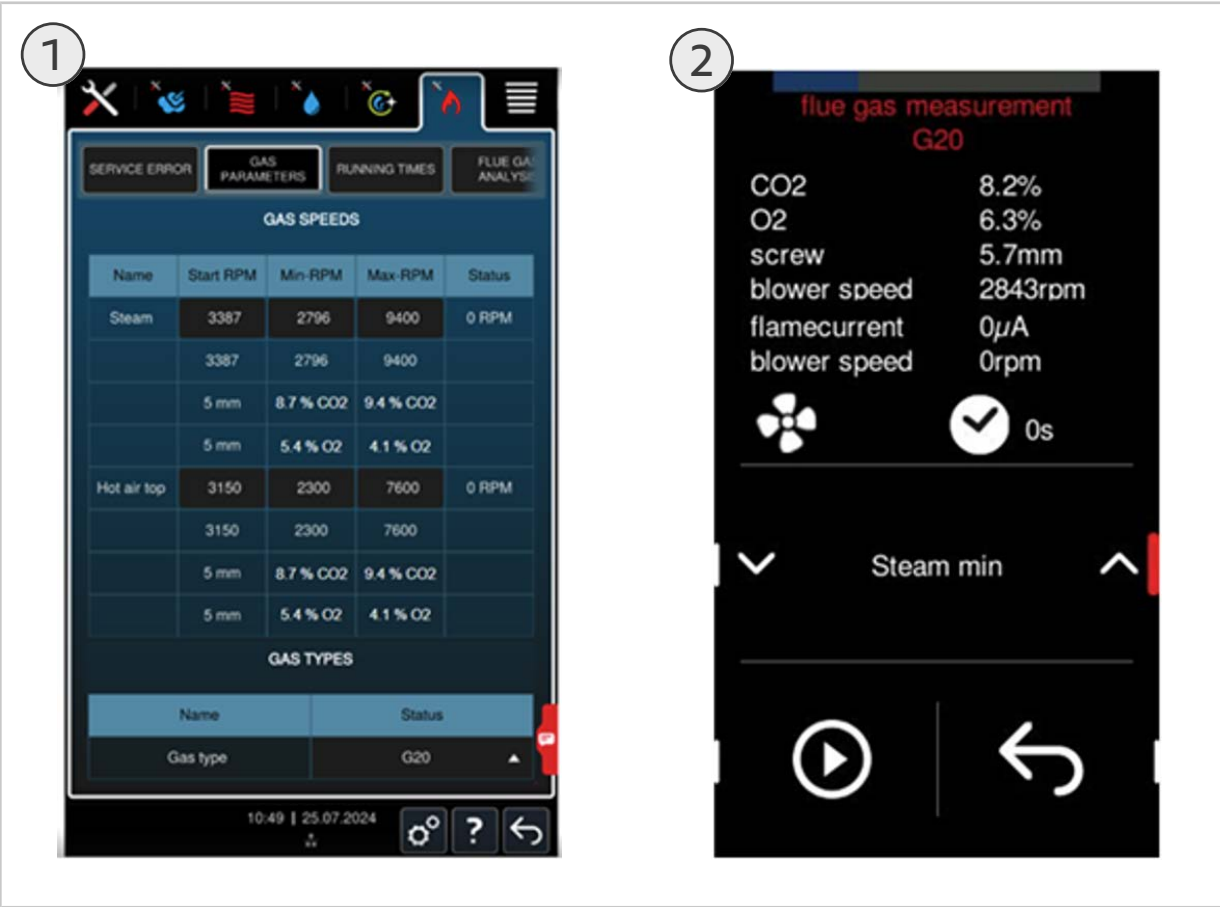 1
SERVICE ERROR
GAS
PARAMETERS
RUNNING TIMES
FLUE GA
ANALYSI
GAS SPEEDS
Name Start RPM Min-RPM Max-RPM Status
Steam 3387 2796 9400 0 RPM
3387 2796 9400
5 mm 8.7 % CO2 9.4 % CO2
5 mm 5.4 % O2 4.1 % O2
Hot air top 3150 2300 7600 0 RPM
3150 2300 7600
5 mm 8.7 % CO2 9.4 % CO2
5 mm 5.4 % O2 4.1 % O2
GAS TYPES
Name Status
Gas type G20
10:49 | 25.07.2024
?
2
flue gas measurement
G20
CO2 8.2%
O2 6.3%
screw 5.7mm
blower speed 2843rpm
flamecurrent 0µA
blower speed 0rpm
0s
Steam min